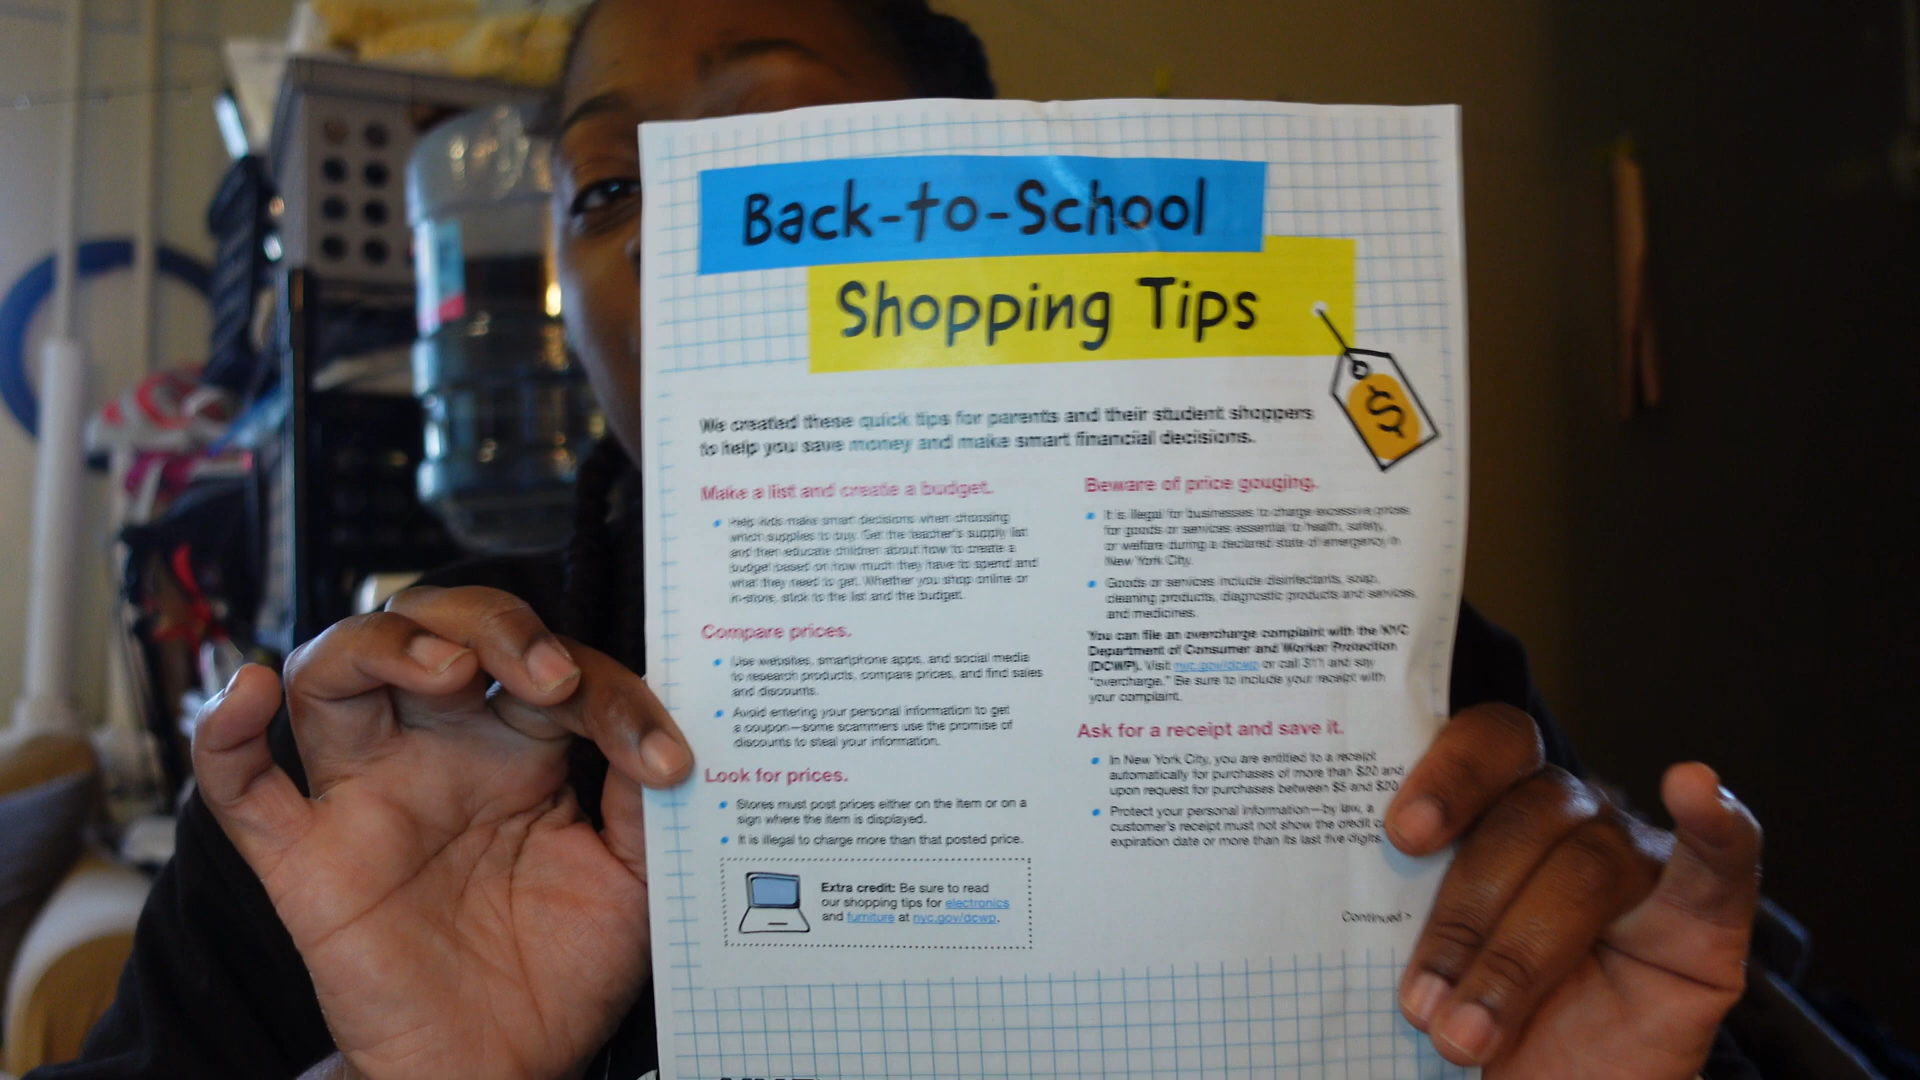 Back-to-School
Shopping Tips
$
We created these quick tips for parents and their student shoppers
to help you save money and make smart financial decisions.
Make a list and create a budget.
Help kids make smart decisions when choosing
which supplies to buy. Get the teacher's supply list
and then educate children about how to create a
budget based on how much they have to spend and
what they need to get. Whether you shop online or
in-store, stick to the list and the budget.
Compare prices.
Use websites, smartphone apps, and social media
to research products, compare prices, and find sales
and discounts.
Avoid entering your personal information to get
a coupon—some scammers use the promise of
discounts to steal your information.
Look for prices.
Stores must post prices either on the item or on a
sign where the item is displayed.
It is illegal to charge more than that posted price.
Extra credit: Be sure to read
our shopping tips for electronics
and furniture at nyc.gov/dcwp.
Beware of price gouging.
It is illegal for businesses to charge excessive prices
for goods or services essential to health, safety,
or welfare during a declared state of emergency in
New York City.
Goods or services include disinfectants, soap,
cleaning products, diagnostic products and services,
and medicines.
You can file an overcharge complaint with the NYC
Department of Consumer and Worker Protection
(DCWP). Visit nyc.gov/dcwp or call 311 and say
"overcharge." Be sure to include your receipt with
your complaint.
Ask for a receipt and save it.
In New York City, you are entitled to a receipt
automatically for purchases of more than $20 and
upon request for purchases between $5 and $20.
Protect your personal information—by law, a
customer's receipt must not show the credit
expiration date or more than its last five digits.
Continued >